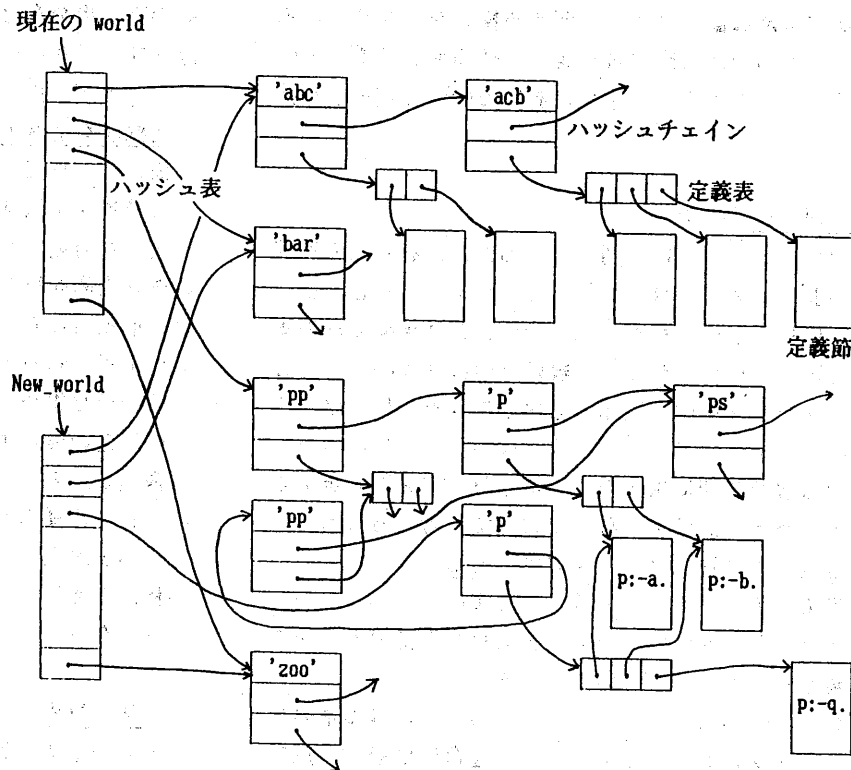 現在の world
'abc'
'acb'
ハッシュチェイン
ハッシュ表
定義表
'bar'
定義節
New_world
'pp'
'p'
'ps'
'pp'
'p'
p:-a.
p:-b.
'zoo'
p:-q.